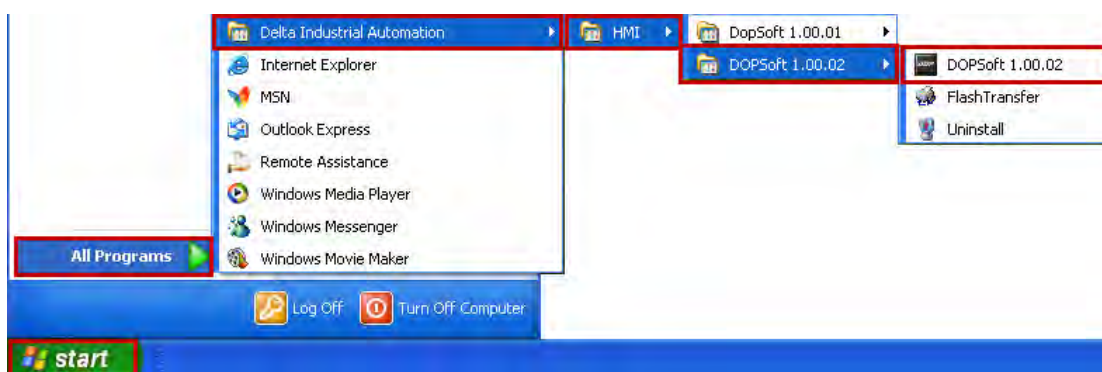 Delta Industrial Automation
HMI
DopSoft 1.00.01
Internet Explorer
DOPSoft 1.00.02
DOPSoft 1.00.02
MSN
FlashTransfer
Outlook Express
Uninstall
Remote Assistance
Windows Media Player
Windows Messenger
All Programs
Windows Movie Maker
Log Off
Turn Off Computer
start